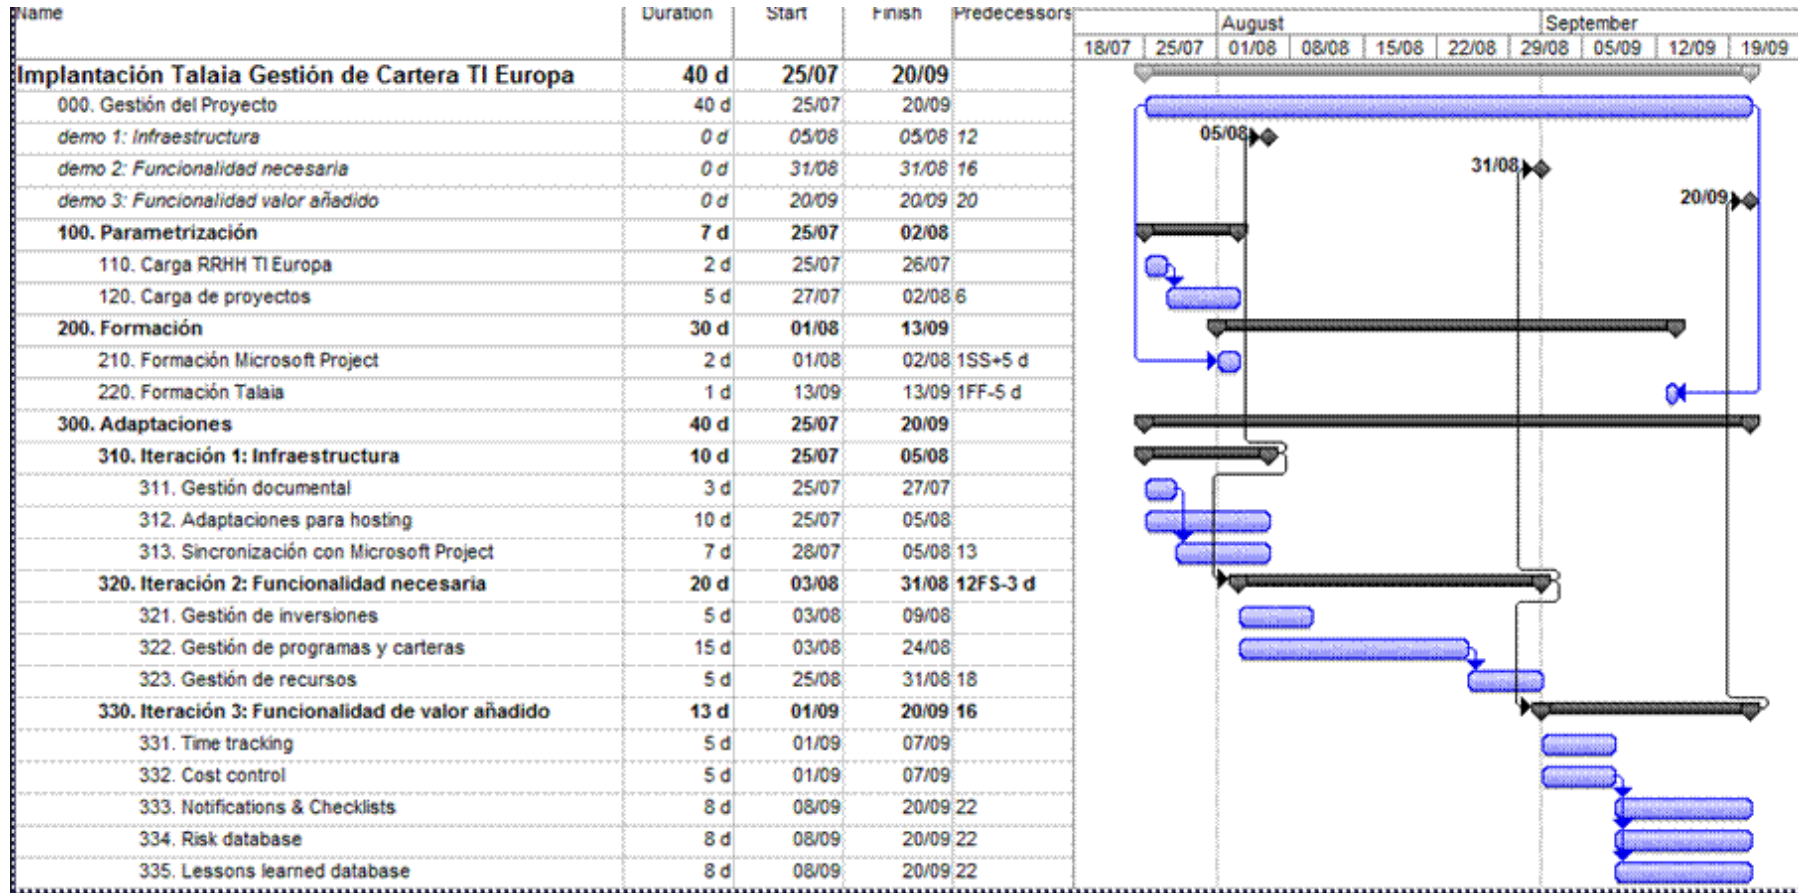 Name Duration Start Finish Predecessors August September
18/07 25/07 01/08 08/08 15/08 22/08 29/08 05/09 12/09 19/09
Implantación Talaia Gestión de Cartera TI Europa 40 d 25/07 20/09
000. Gestión del Proyecto 40 d 25/07 20/09
demo 1: Infraestructura 0 d 05/08 05/08 12 05/08
demo 2: Funcionalidad necesaria 0 d 31/08 31/08 16 31/08
demo 3: Funcionalidad valor añadido 0 d 20/09 20/09 20 20/09
100. Parametrización 7 d 25/07 02/08
110. Carga RRHH TI Europa 2 d 25/07 26/07
120. Carga de proyectos 5 d 27/07 02/08 6
200. Formación 30 d 01/08 13/09
210. Formación Microsoft Project 2 d 01/08 02/08 1SS+5 d
220. Formación Talaia 1 d 13/09 13/09 1FF-5 d
300. Adaptaciones 40 d 25/07 20/09
310. Iteración 1: Infraestructura 10 d 25/07 05/08
311. Gestión documental 3 d 25/07 27/07
312. Adaptaciones para hosting 10 d 25/07 05/08
313. Sincronización con Microsoft Project 7 d 28/07 05/08 13
320. Iteración 2: Funcionalidad necesaria 20 d 03/08 31/08 12FS-3 d
321. Gestión de inversiones 5 d 03/08 09/08
322. Gestión de programas y carteras 15 d 03/08 24/08
323. Gestión de recursos 5 d 25/08 31/08 18
330. Iteración 3: Funcionalidad de valor añadido 13 d 01/09 20/09 16
331. Time tracking 5 d 01/09 07/09
332. Cost control 5 d 01/09 07/09
333. Notifications & Checklists 8 d 08/09 20/09 22
334. Risk database 8 d 08/09 20/09 22
335. Lessons learned database 8 d 08/09 20/09 22